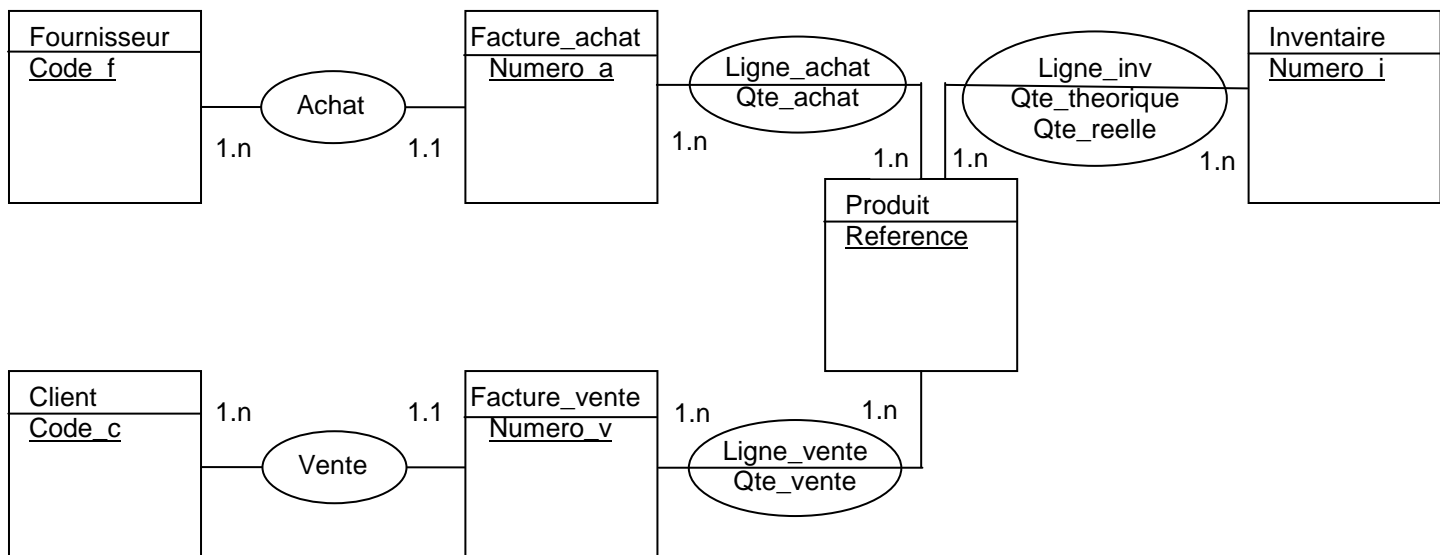 Fournisseur
Code_f
Achat
1.n
1.1
Facture_achat
Numero_a
Ligne_achat
Qte_achat
1.n
1.n
Ligne_inv
Qte_theorique
Qte_reelle
1.n
1.n
Inventaire
Numero_i
Produit
Reference
Client
Code_c
1.n
1.1
Vente
Facture_vente
Numero_v
1.n
1.n
Ligne_vente
Qte_vente